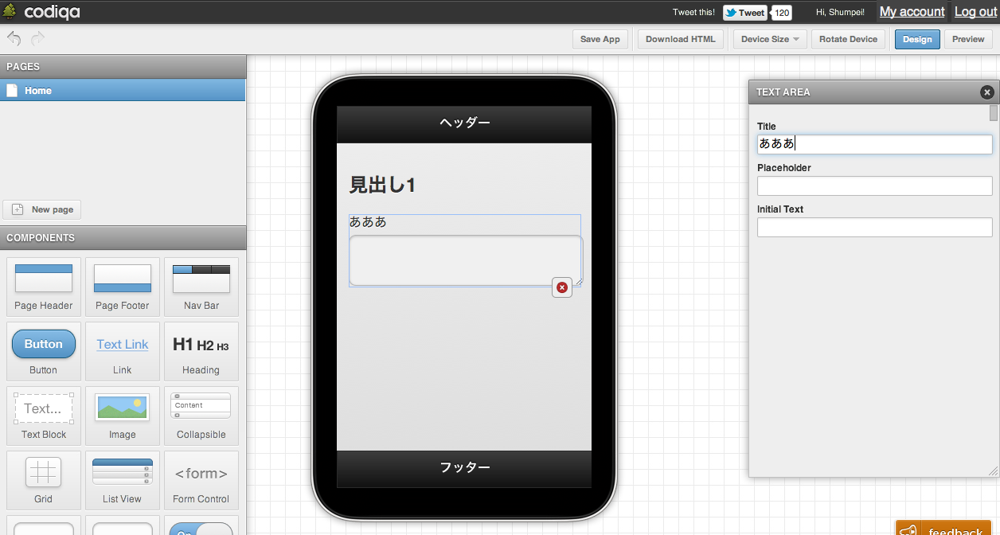 codiqa
Tweet this!
Tweet
120
Hi, Shumpei!
My account
Log out
Save App
Download HTML
Device Size
Rotate Device
Design
Preview
PAGES
Home
New page
COMPONENTS
Page Header
Page Footer
Nav Bar
Button
Button
Text Link
Link
H1 H2 H3
Heading
Text...
Text Block
Image
Content
Collapsible
Grid
List View
<form>
Form Control
On
ヘッダー
見出し1
あああ
フッター
TEXT AREA
Title
あああ
Placeholder
Initial Text
feedback